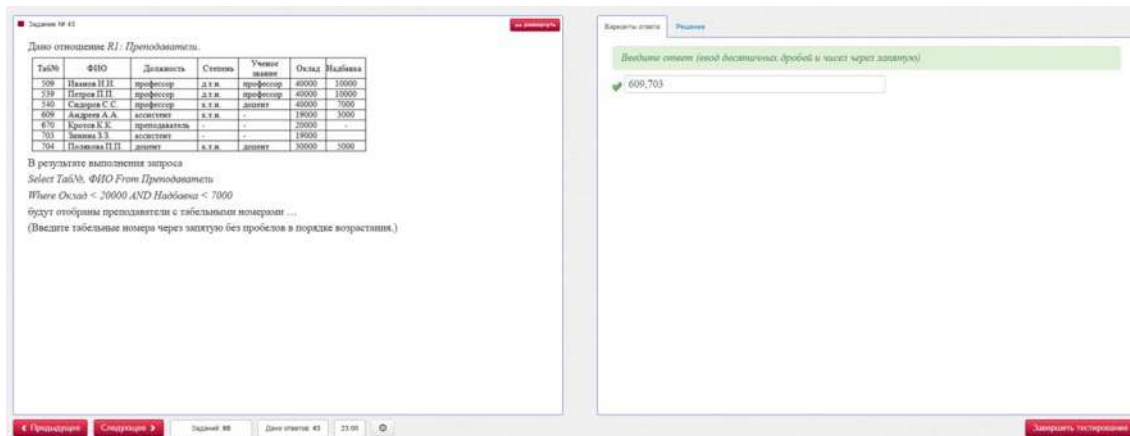 Задание № 43
развернуть
Дано отношение R1: Преподаватели.
Таб№ ФИО Должность Степень Ученое звание Оклад Надбавка
509 Иванов И.И. профессор д.т.н. профессор 40000 10000
539 Петров П.П. профессор д.т.н. профессор 40000 10000
540 Сидоров С.С. профессор к.т.н. доцент 40000 7000
609 Андреев А.А. ассистент к.т.н. - 19000 3000
670 Кротов К.К. преподаватель - - 20000 -
703 Зимина З.З. ассистент - - 19000
704 Полякова П.П. доцент к.т.н. доцент 30000 5000
В результате выполнения запроса
Select Таб№, ФИО From Преподаватели
Where Оклад < 20000 AND Надбавка < 7000
будут отобраны преподаватели с табельными номерами …
(Введите табельные номера через запятую без пробелов в порядке возрастания.)
Варианты ответа Решение
Введите ответ (ввод десятичных дробей и чисел через запятую)
609,703
Предыдущее Следующее Заданий 60 Дано ответов 43 23:00
Завершить тестирование